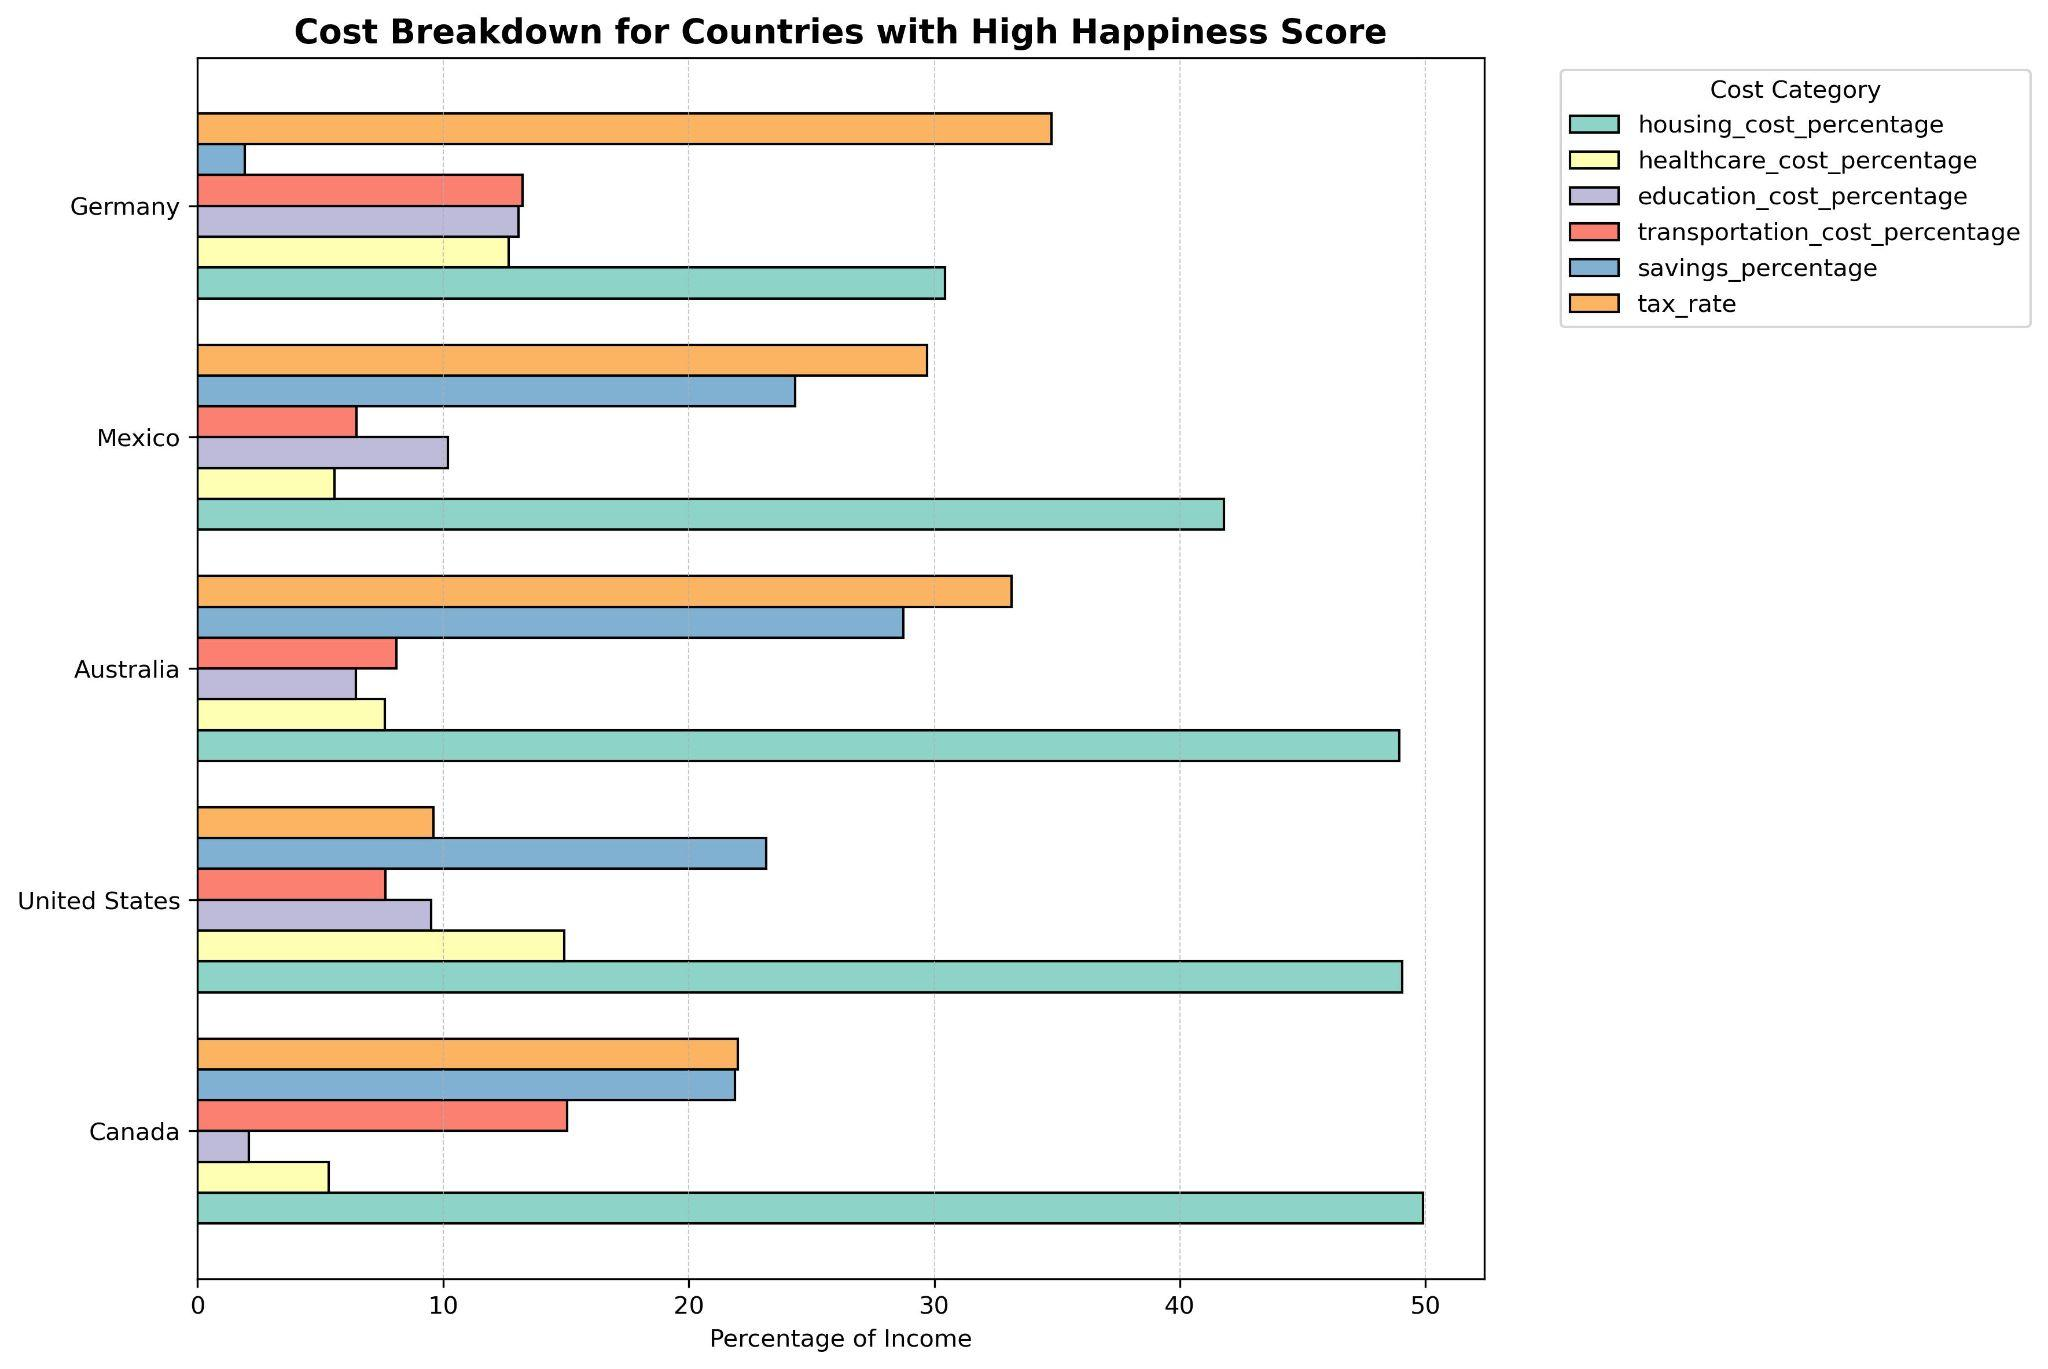 Cost Breakdown for Countries with High Happiness Score
Cost Category
housing_cost_percentage
healthcare_cost_percentage
education_cost_percentage
transportation_cost_percentage
savings_percentage
tax_rate
Germany
Mexico
Australia
United States
Canada
0 10 20 30 40 50
Percentage of Income